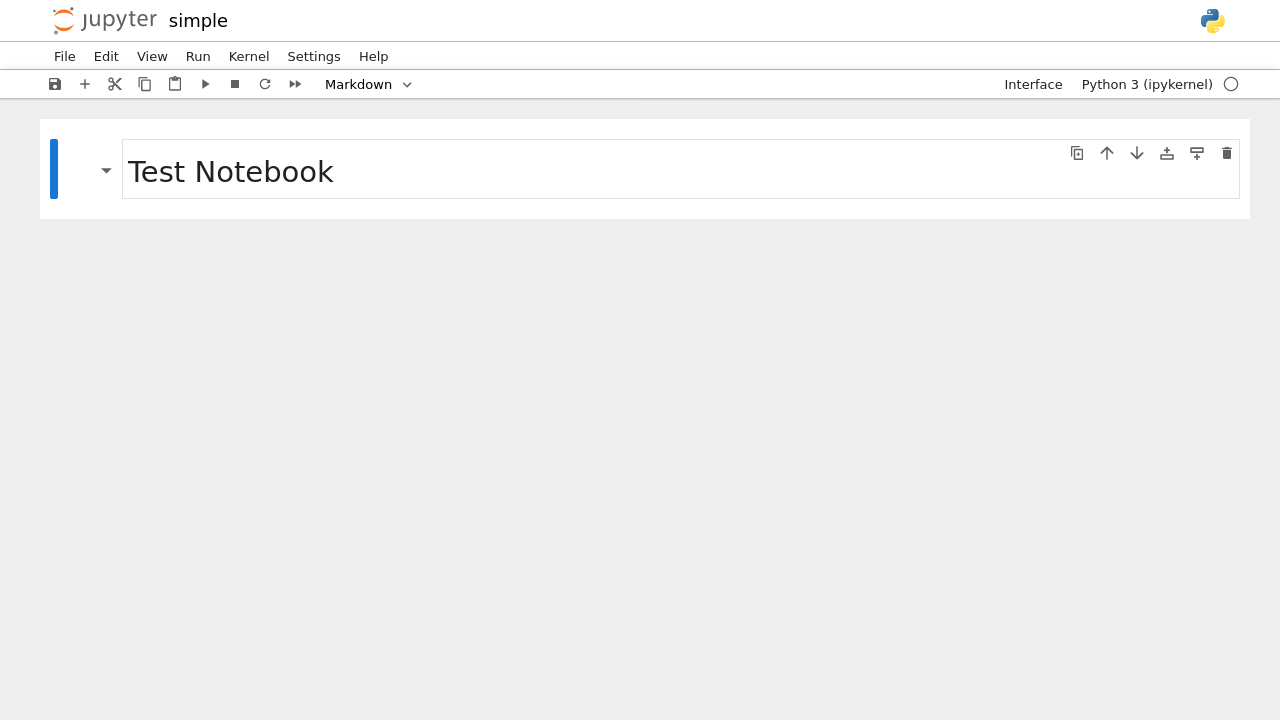 jupyter simple
File Edit View Run Kernel Settings Help
Markdown Interface Python 3 (ipykernel)
Test Notebook